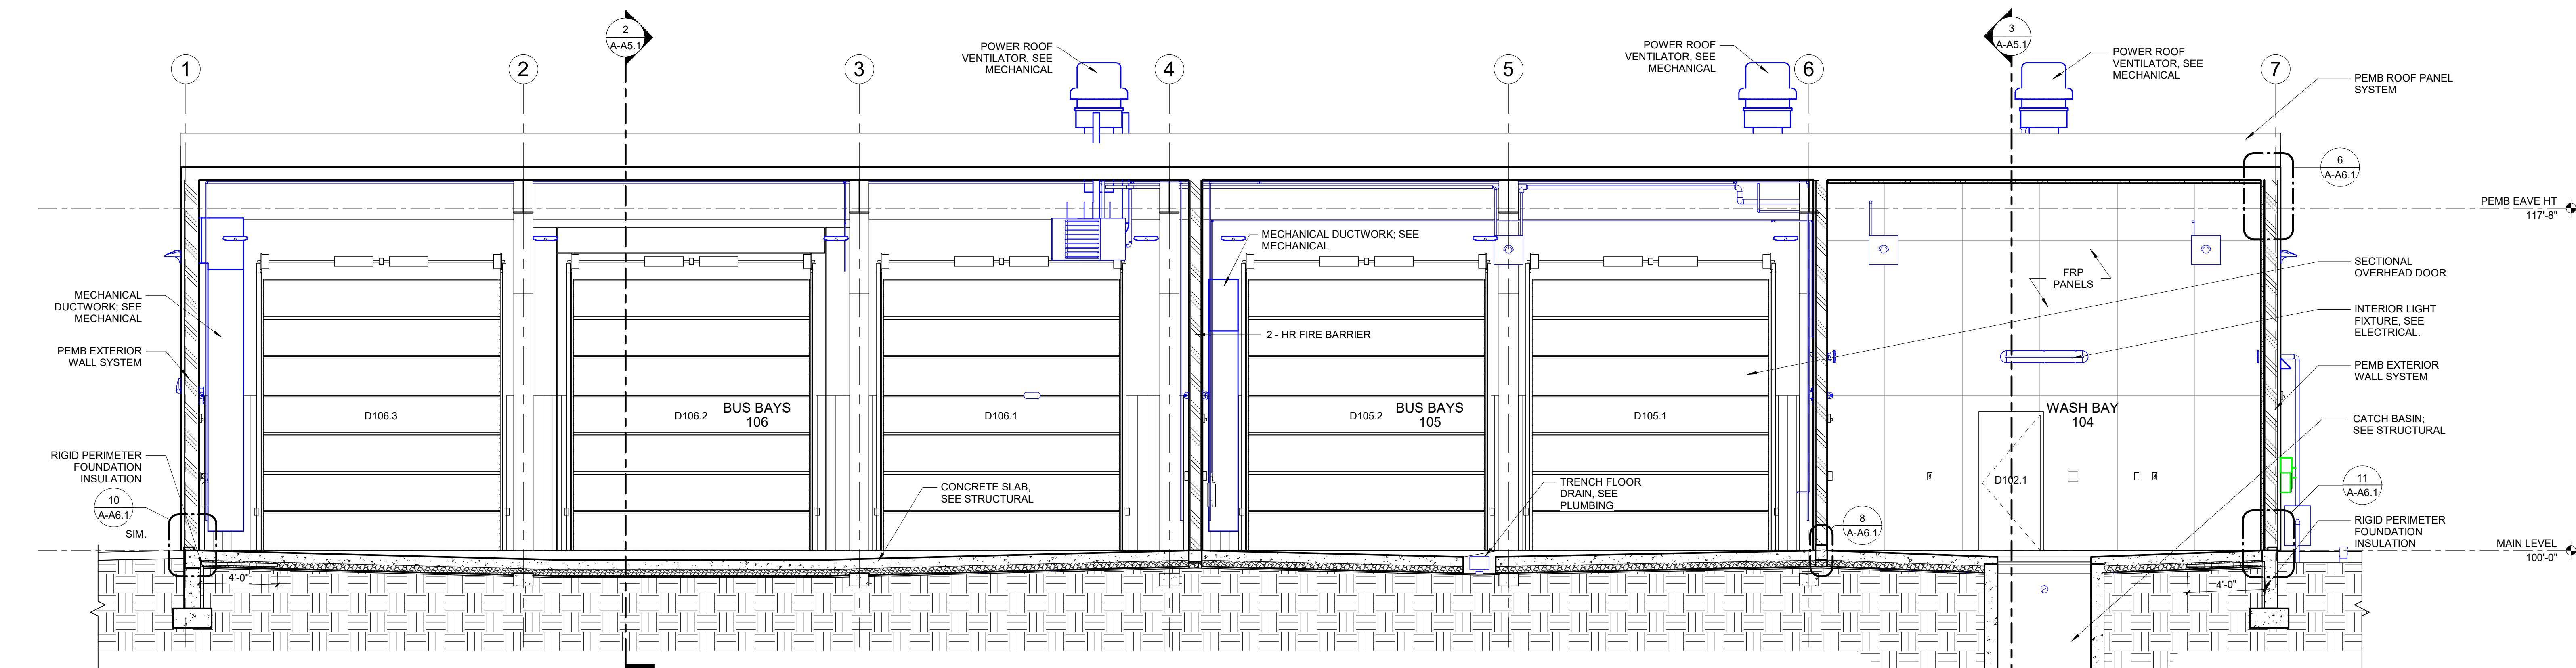 2
A-A5.1
3
A-A5.1
1
2
3
4
5
6
7
POWER ROOF
VENTILATOR, SEE
MECHANICAL
POWER ROOF
VENTILATOR, SEE
MECHANICAL
POWER ROOF
VENTILATOR, SEE
MECHANICAL
PEMB ROOF PANEL
SYSTEM
6
A-A6.1
PEMB EAVE HT
117'-8"
MECHANICAL DUCTWORK; SEE
MECHANICAL
SECTIONAL
OVERHEAD DOOR
FRP
PANELS
MECHANICAL
DUCTWORK; SEE
MECHANICAL
INTERIOR LIGHT
FIXTURE, SEE
ELECTRICAL.
2 - HR FIRE BARRIER
PEMB EXTERIOR
WALL SYSTEM
PEMB EXTERIOR
WALL SYSTEM
D106.3
D106.2
BUS BAYS
106
D106.1
D105.2
BUS BAYS
105
D105.1
WASH BAY
104
CATCH BASIN;
SEE STRUCTURAL
RIGID PERIMETER
FOUNDATION
INSULATION
10
A-A6.1
SIM.
CONCRETE SLAB,
SEE STRUCTURAL
TRENCH FLOOR
DRAIN, SEE
PLUMBING
D102.1
8
A-A6.1
11
A-A6.1
RIGID PERIMETER
FOUNDATION
INSULATION
MAIN LEVEL
100'-0"
4'-0"
4'-0"